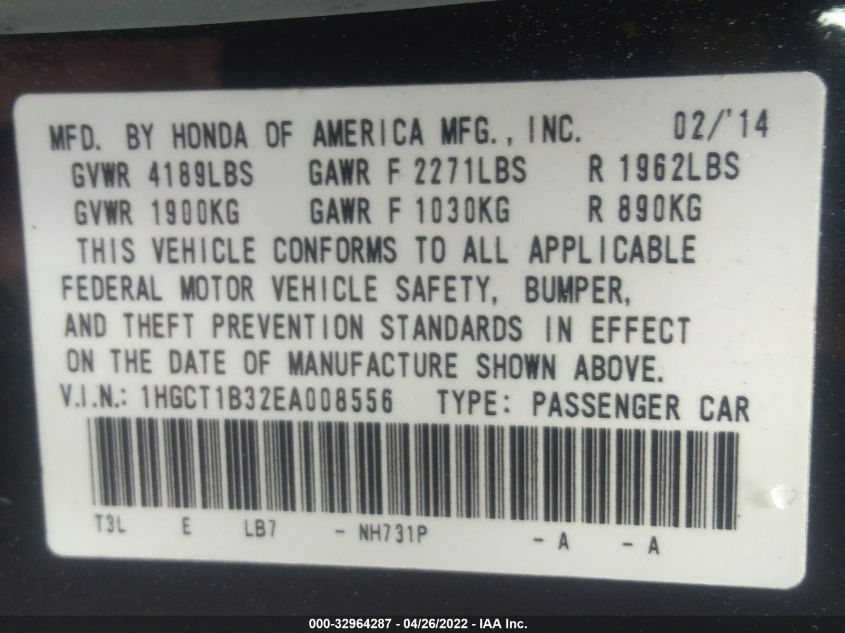 MFD. BY HONDA OF AMERICA MFG., INC. 02/'14
GVWR 4189LBS GAWR F 2271LBS R 1962LBS
GVWR 1900KG GAWR F 1030KG R 890KG
THIS VEHICLE CONFORMS TO ALL APPLICABLE
FEDERAL MOTOR VEHICLE SAFETY, BUMPER,
AND THEFT PREVENTION STANDARDS IN EFFECT
ON THE DATE OF MANUFACTURE SHOWN ABOVE.
V.I.N.: 1HGCT1B32EA008556 TYPE: PASSENGER CAR
T3L E LB7 - NH731P - A - A
000-32964287 - 04/26/2022 - IAA Inc.